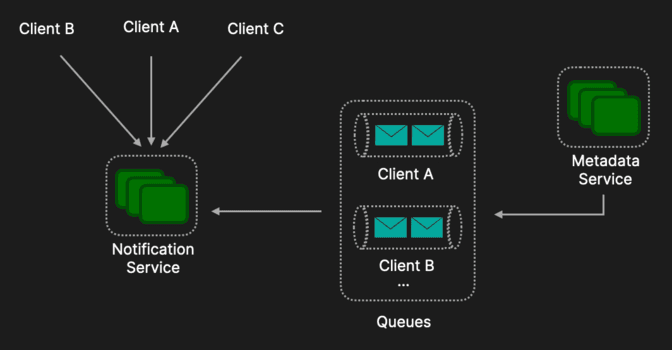 Client B
Client A
Client C
Client A
Metadata
Service
Notification
Service
Client B
...
Queues